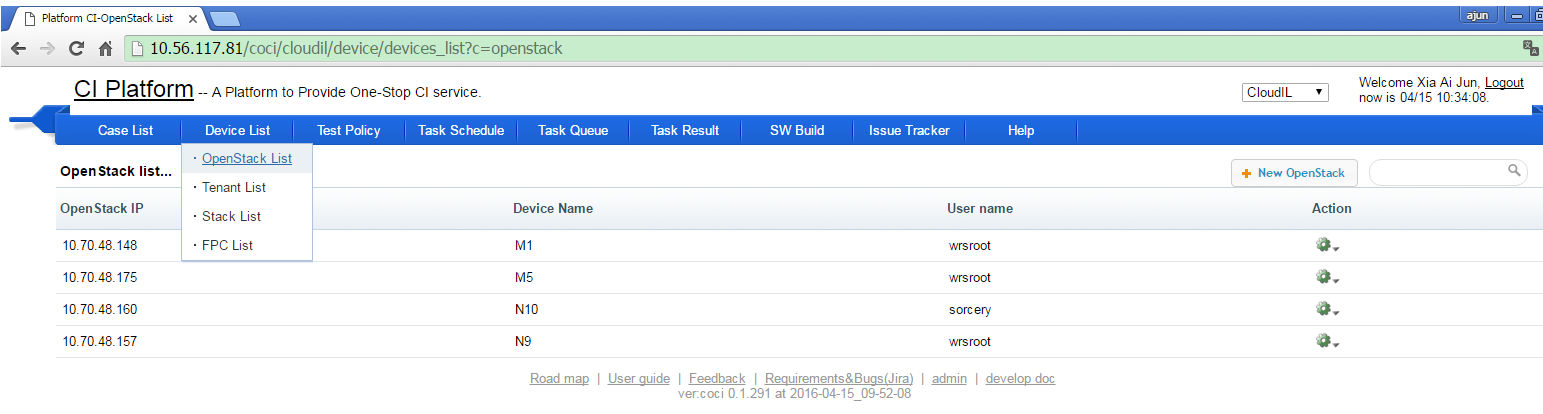 Platform CI-OpenStack List
ajun
10.56.117.81/coci/cloudil/device/devices_list?c=openstack
CI Platform -- A Platform to Provide One-Stop CI service.
CloudIL
Welcome Xia Ai Jun, Logout
now is 04/15 10:34:08.
Case List Device List Test Policy Task Schedule Task Queue Task Result SW Build Issue Tracker Help
· OpenStack List
· Tenant List
· Stack List
· FPC List
OpenStack list...
New OpenStack
OpenStack IP Device Name User name Action
10.70.48.148 M1 wrsroot
10.70.48.175 M5 wrsroot
10.70.48.160 N10 sorcery
10.70.48.157 N9 wrsroot
Road map | User guide | Feedback | Requirements&Bugs(Jira) | admin | develop doc
ver:coci 0.1.291 at 2016-04-15_09-52-08